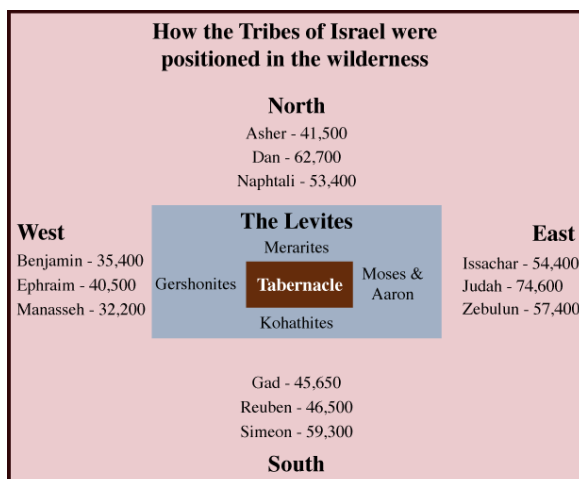 How the Tribes of Israel were
positioned in the wilderness
North
Asher - 41,500
Dan - 62,700
Naphtali - 53,400
West
Benjamin - 35,400
Ephraim - 40,500
Manasseh - 32,200
The Levites
Merarites
Gershonites
Tabernacle
Moses &
Aaron
Kohathites
East
Issachar - 54,400
Judah - 74,600
Zebulun - 57,400
Gad - 45,650
Reuben - 46,500
Simeon - 59,300
South